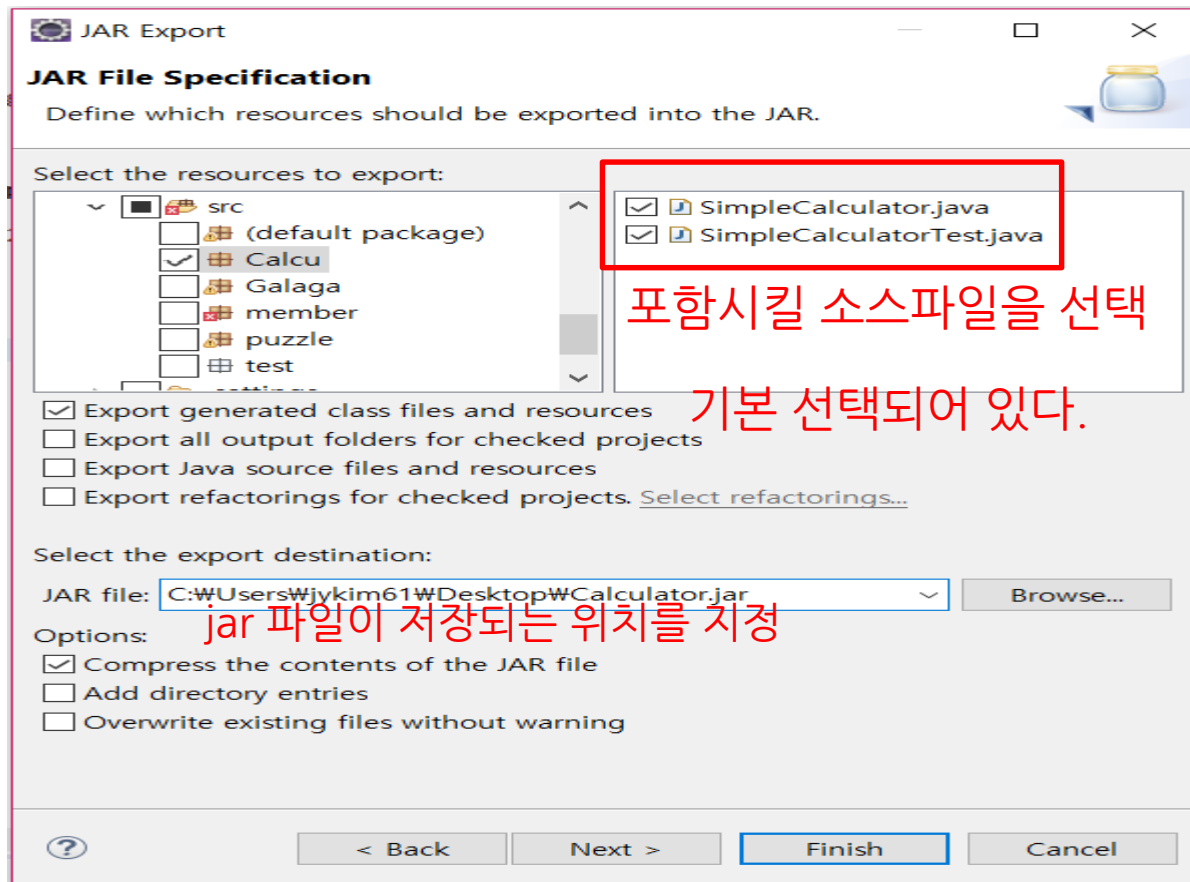 JAR Export
JAR File Specification
Define which resources should be exported into the JAR.
Select the resources to export:
src
(default package)
Calcu
Galaga
member
puzzle
test
SimpleCalculator.java
SimpleCalculatorTest.java
포함시킬 소스파일을 선택
기본 선택되어 있다.
Export generated class files and resources
Export all output folders for checked projects
Export Java source files and resources
Export refactorings for checked projects. Select refactorings...
Select the export destination:
JAR file: C:₩Users₩jykim61₩Desktop₩Calculator.jar Browse...
jar 파일이 저장되는 위치를 지정
Options:
Compress the contents of the JAR file
Add directory entries
Overwrite existing files without warning
? < Back Next > Finish Cancel